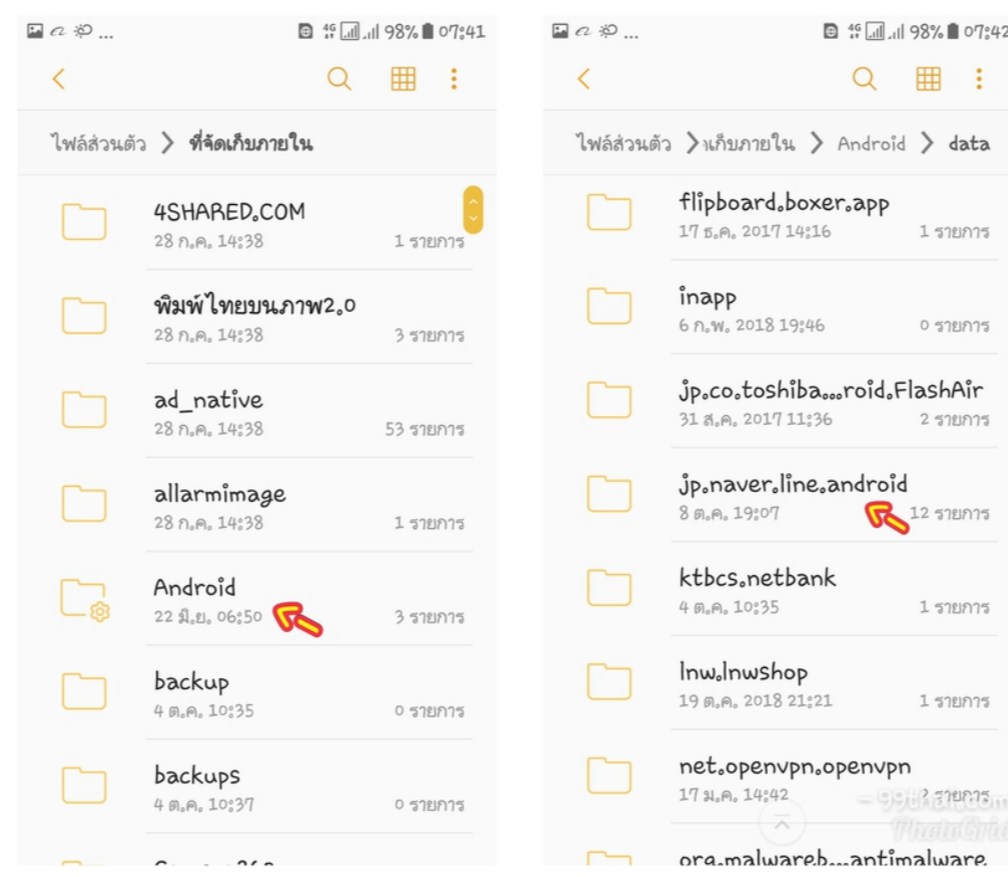 ... 4G 98% 07:41
ไฟล์ส่วนตัว > ที่จัดเก็บภายใน
4SHARED.COM
28 ก.ค. 14:38 1 รายการ
พิมพ์ไทยบนภาพ2.0
28 ก.ค. 14:38 3 รายการ
ad_native
28 ก.ค. 14:38 53 รายการ
allarmimage
28 ก.ค. 14:38 1 รายการ
Android
22 มิ.ย. 06:50 3 รายการ
backup
4 ต.ค. 10:35 0 รายการ
backups
4 ต.ค. 10:37 0 รายการ
... 4G 98% 07:42
ไฟล์ส่วนตัว > เก็บภายใน > Android > data
flipboard.boxer.app
17 ธ.ค. 2017 14:16 1 รายการ
inapp
6 ก.พ. 2018 19:46 0 รายการ
jp.co.toshiba...roid.FlashAir
31 ส.ค. 2017 11:36 2 รายการ
jp.naver.line.android
8 ต.ค. 19:07 12 รายการ
ktbcs.netbank
4 ต.ค. 10:35 1 รายการ
lnw.lnwshop
19 ต.ค. 2018 21:21 1 รายการ
net.openvpn.openvpn
17 ม.ค. 14:42 2 รายการ
PhotoGrid
org.malwareb...antimalware